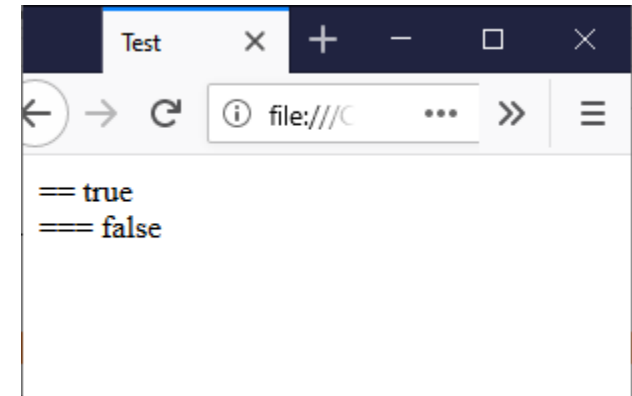 Test
file:///C
== true
=== false